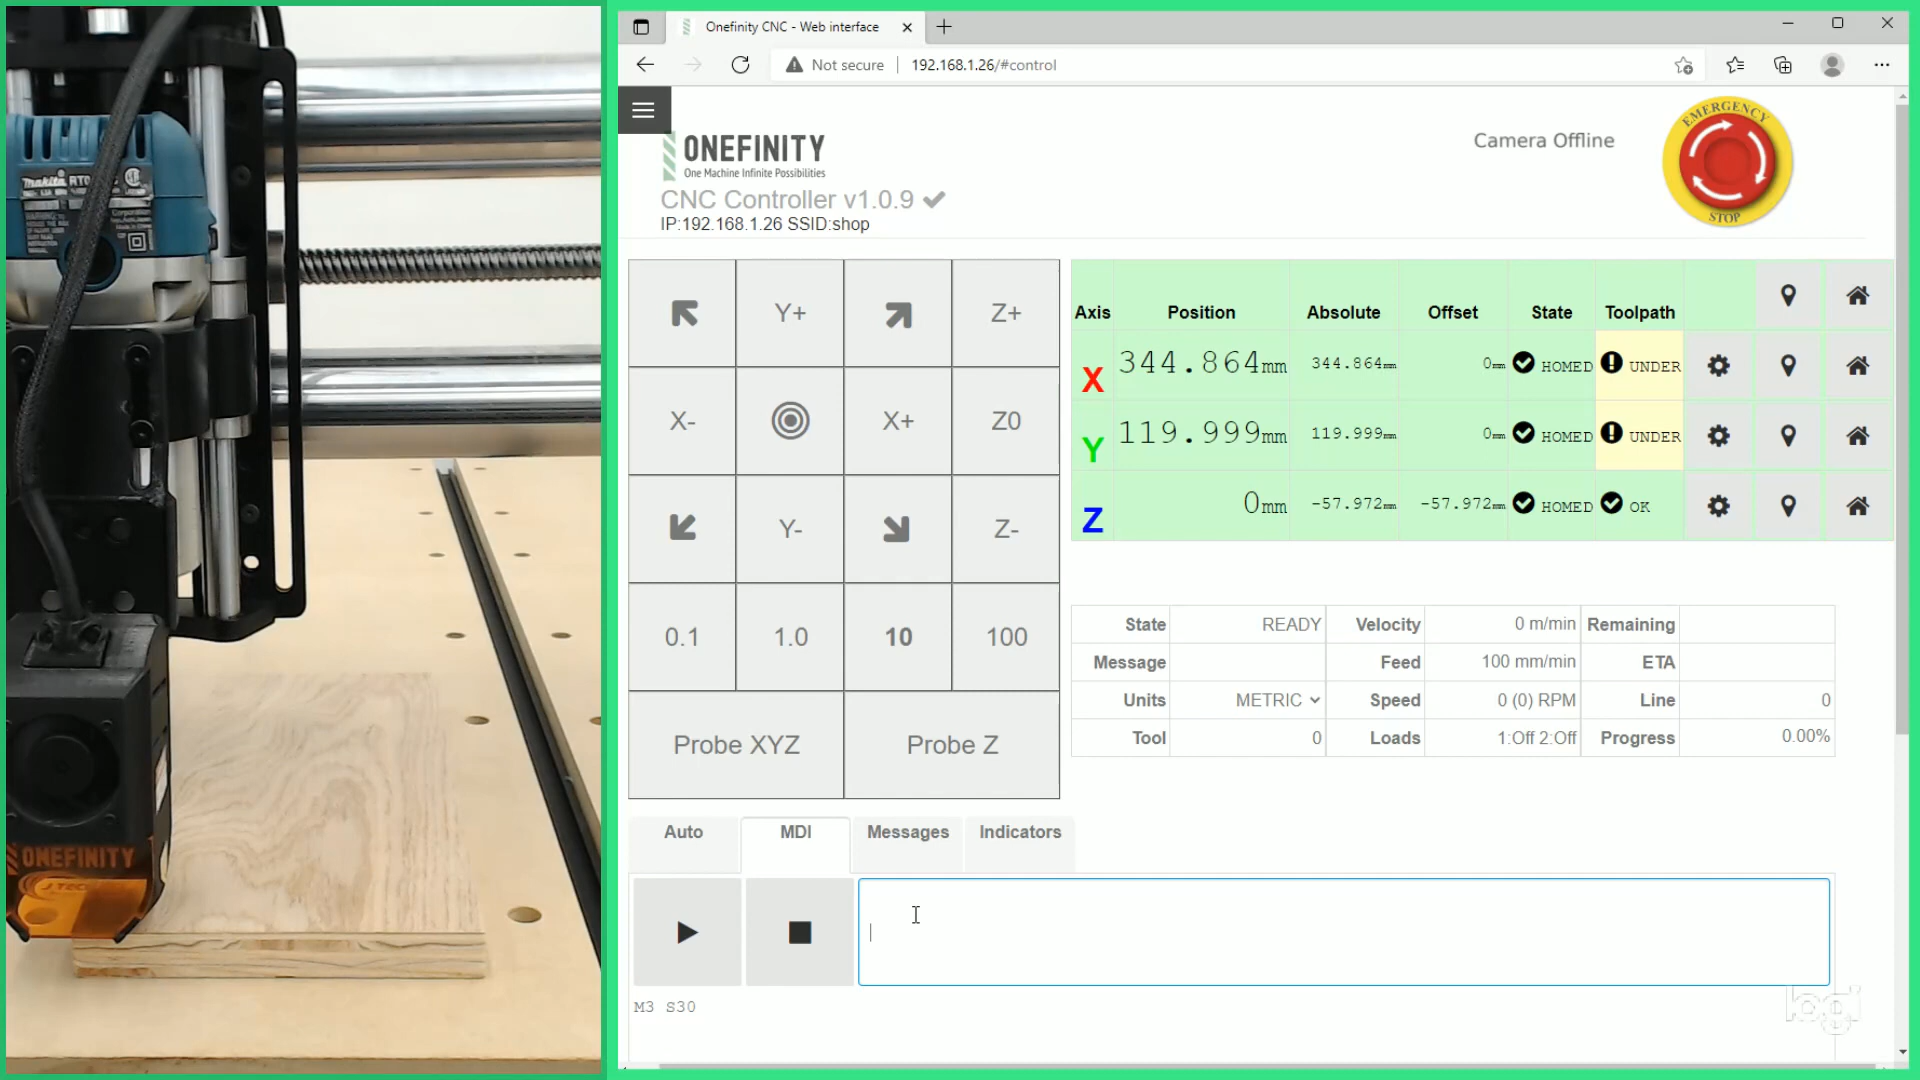 Onefinity CNC - Web interface
Not secure
192.168.1.26/#control
ONEFINITY
One Machine Infinite Possibilities
CNC Controller v1.0.9
IP:192.168.1.26 SSID:shop
Camera Offline
EMERGENCY
STOP
Y+ Z+
X- X+ Z0
Y- Z-
0.1 1.0 10 100
Probe XYZ Probe Z
Axis Position Absolute Offset State Toolpath
X 344.864mm 344.864mm 0mm HOMED UNDER
Y 119.999mm 119.999mm 0mm HOMED UNDER
Z 0mm -57.972mm -57.972mm HOMED OK
State READY Velocity 0 m/min Remaining
Message Feed 100 mm/min ETA
Units METRIC Speed 0 (0) RPM Line 0
Tool 0 Loads 1:Off 2:Off Progress 0.00%
Auto MDI Messages Indicators
M3 S30
logi
makita
ONEFINITY
J TECH